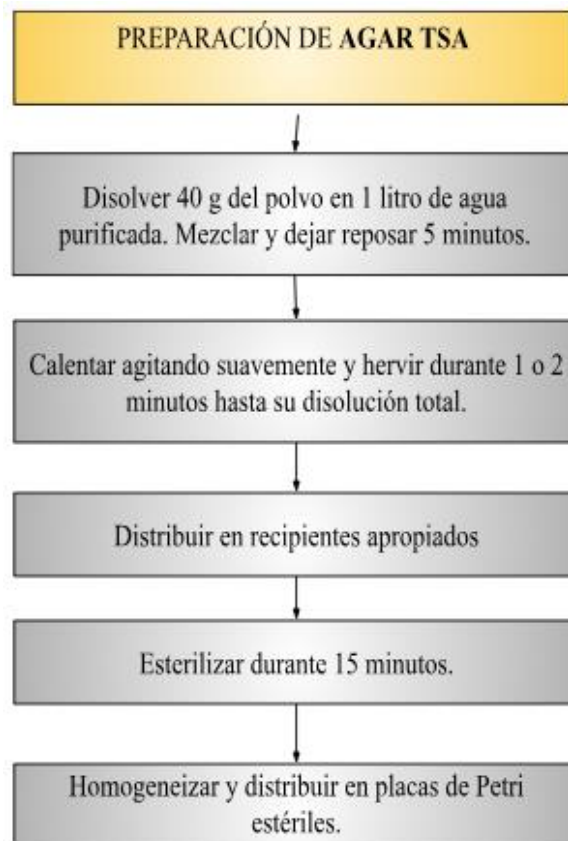 PREPARACIÓN DE AGAR TSA
Disolver 40 g del polvo en 1 litro de agua
purificada. Mezclar y dejar reposar 5 minutos.
Calentar agitando suavemente y hervir durante 1 o 2
minutos hasta su disolución total.
Distribuir en recipientes apropiados
Esterilizar durante 15 minutos.
Homogeneizar y distribuir en placas de Petri
estériles.